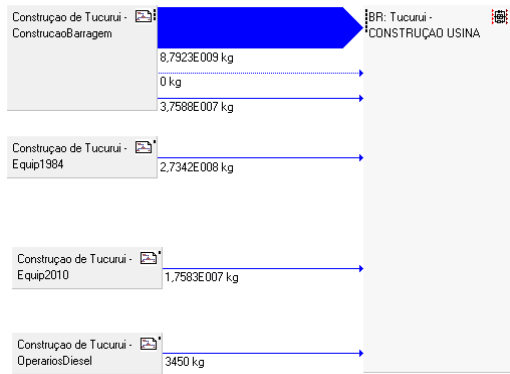 Construçao de Tucurui -
ConstrucaoBarragem
BR: Tucurui -
CONSTRUÇAO USINA
8,7923E009 kg
0 kg
3,7588E007 kg
Construçao de Tucurui -
Equip1984
2,7342E008 kg
Construçao de Tucurui -
Equip2010
1,7583E007 kg
Construçao de Tucurui -
OperariosDiesel
3450 kg